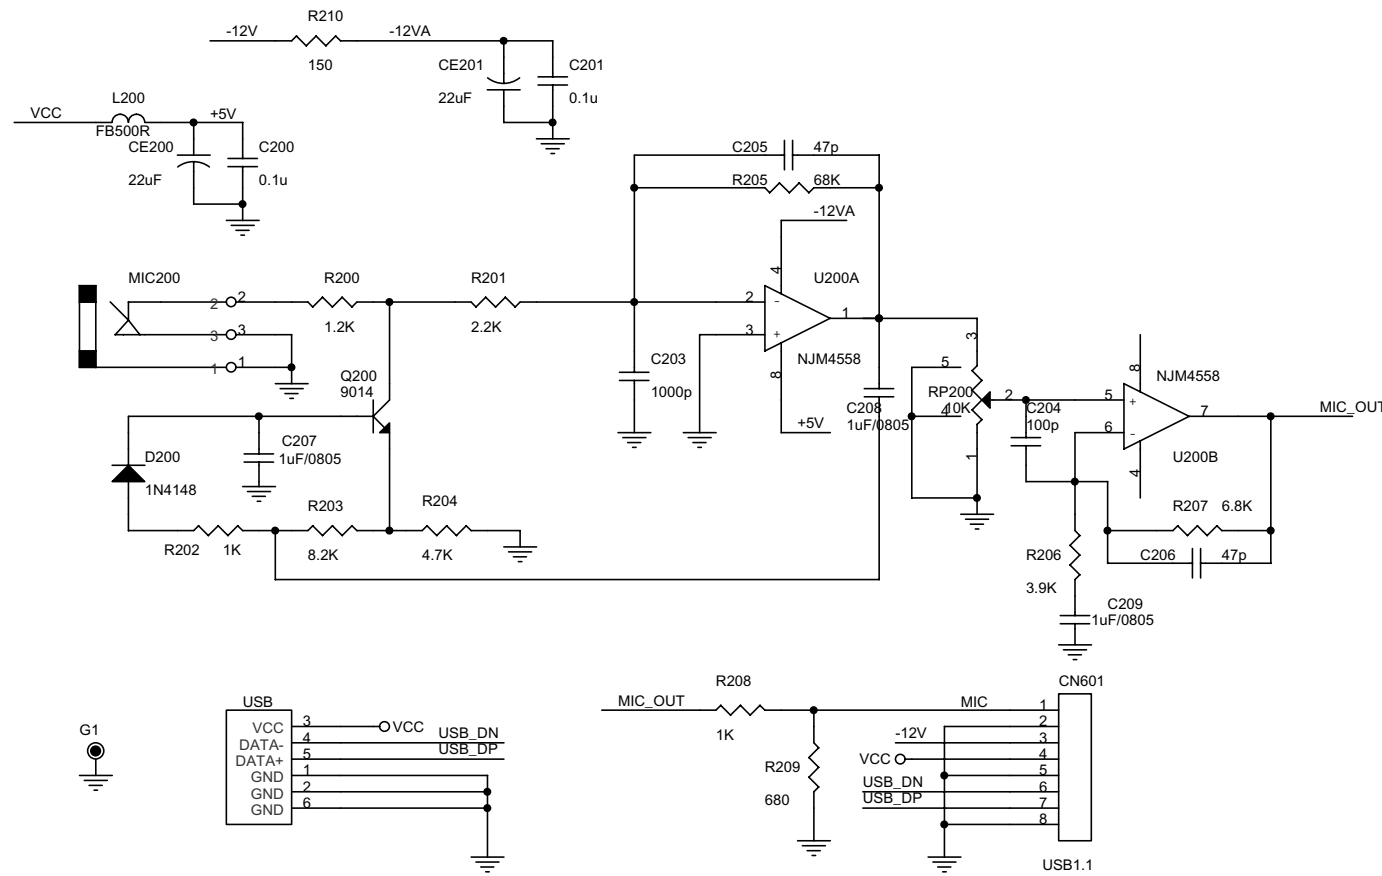 R210
-12V
-12VA
150
CE201
22uF
C201
0.1u
L200
VCC
+5V
FB500R
CE200
22uF
C200
0.1u
C205
47p
R205
68K
-12VA
4
U200A
MIC200
R200
R201
2
2
1.2K
2.2K
3
3
1
1
2
-
3
+
1
8
NJM4558
+5V
C203
1000p
Q200
9014
C208
1uF/0805
3
5
RP200
10K
4
2
1
C204
100p
8
NJM4558
5
+
6
-
7
MIC_OUT
4
U200B
C207
1uF/0805
D200
1N4148
R202
1K
R203
8.2K
R204
4.7K
R207
6.8K
C206
47p
R206
3.9K
C209
1uF/0805
G1
USB
VCC
3
VCC
DATA-
4
USB_DN
DATA+
5
USB_DP
GND
1
GND
2
GND
6
MIC_OUT
R208
1K
R209
680
CN601
MIC
1
2
-12V
3
VCC
4
5
USB_DN
6
USB_DP
7
8
USB1.1